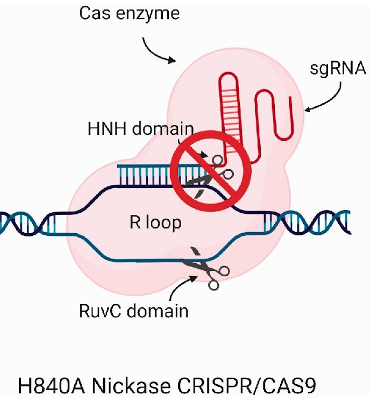 Cas enzyme
sgRNA
HNH domain
R loop
RuvC domain
H840A Nickase CRISPR/CAS9